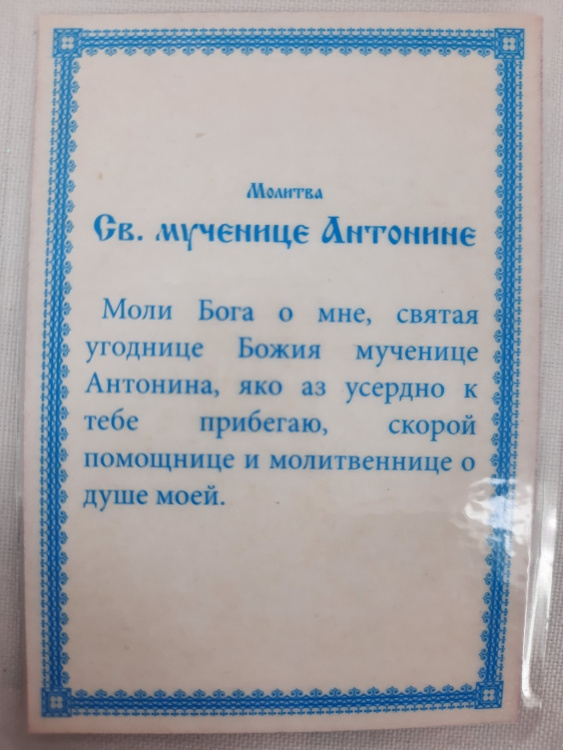 Молитва
Св. мученице Антонине
Моли Бога о мне, святая
угоднице Божия мученице
Антонина, яко аз усердно к
тебе прибегаю, скорой
помощнице и молитвеннице о
душе моей.